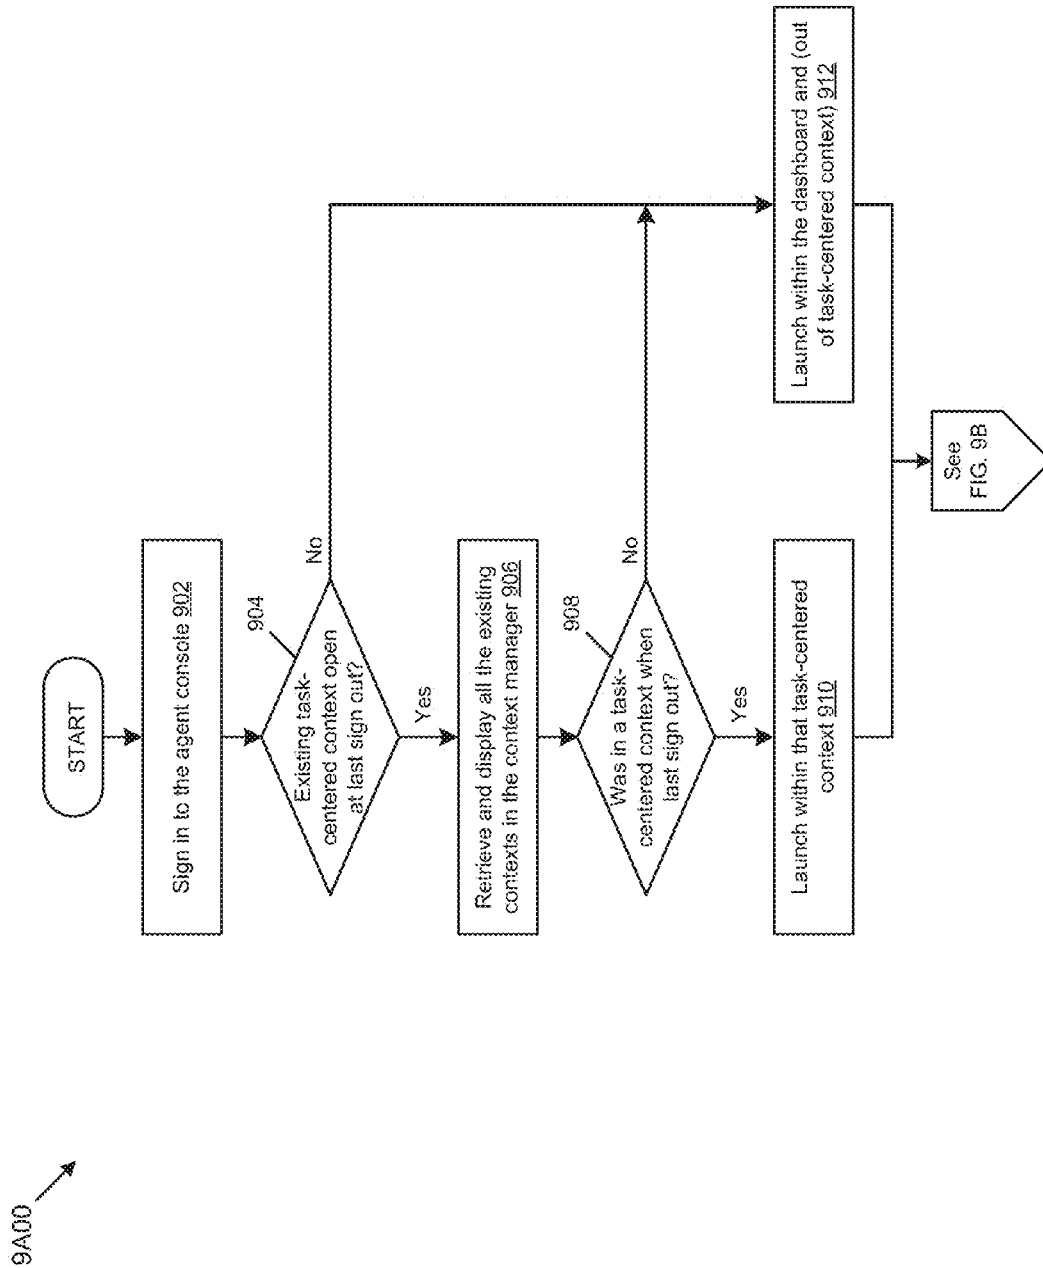 9A00
START
Sign in to the agent console 902
904
Existing task-
centered context open
at last sign out?
No
Yes
Retrieve and display all the existing
contexts in the context manager 906
908
Was in a task-
centered context when
last sign out?
No
Yes
Launch within that task-centered
context 910
Launch within the dashboard and (out
of task-centered context) 912
See
FIG. 9B